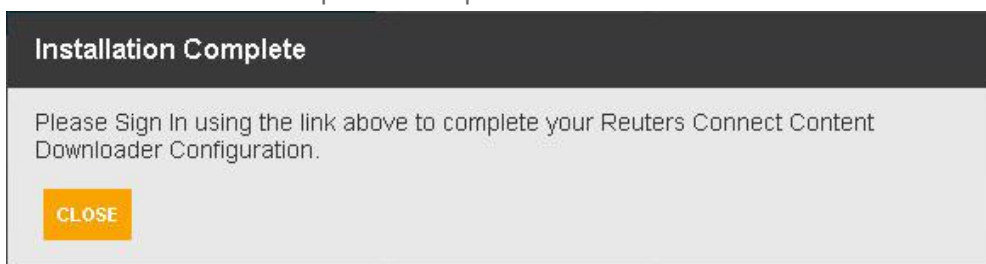 Installation Complete
Please Sign In using the link above to complete your Reuters Connect Content
Downloader Configuration.
CLOSE